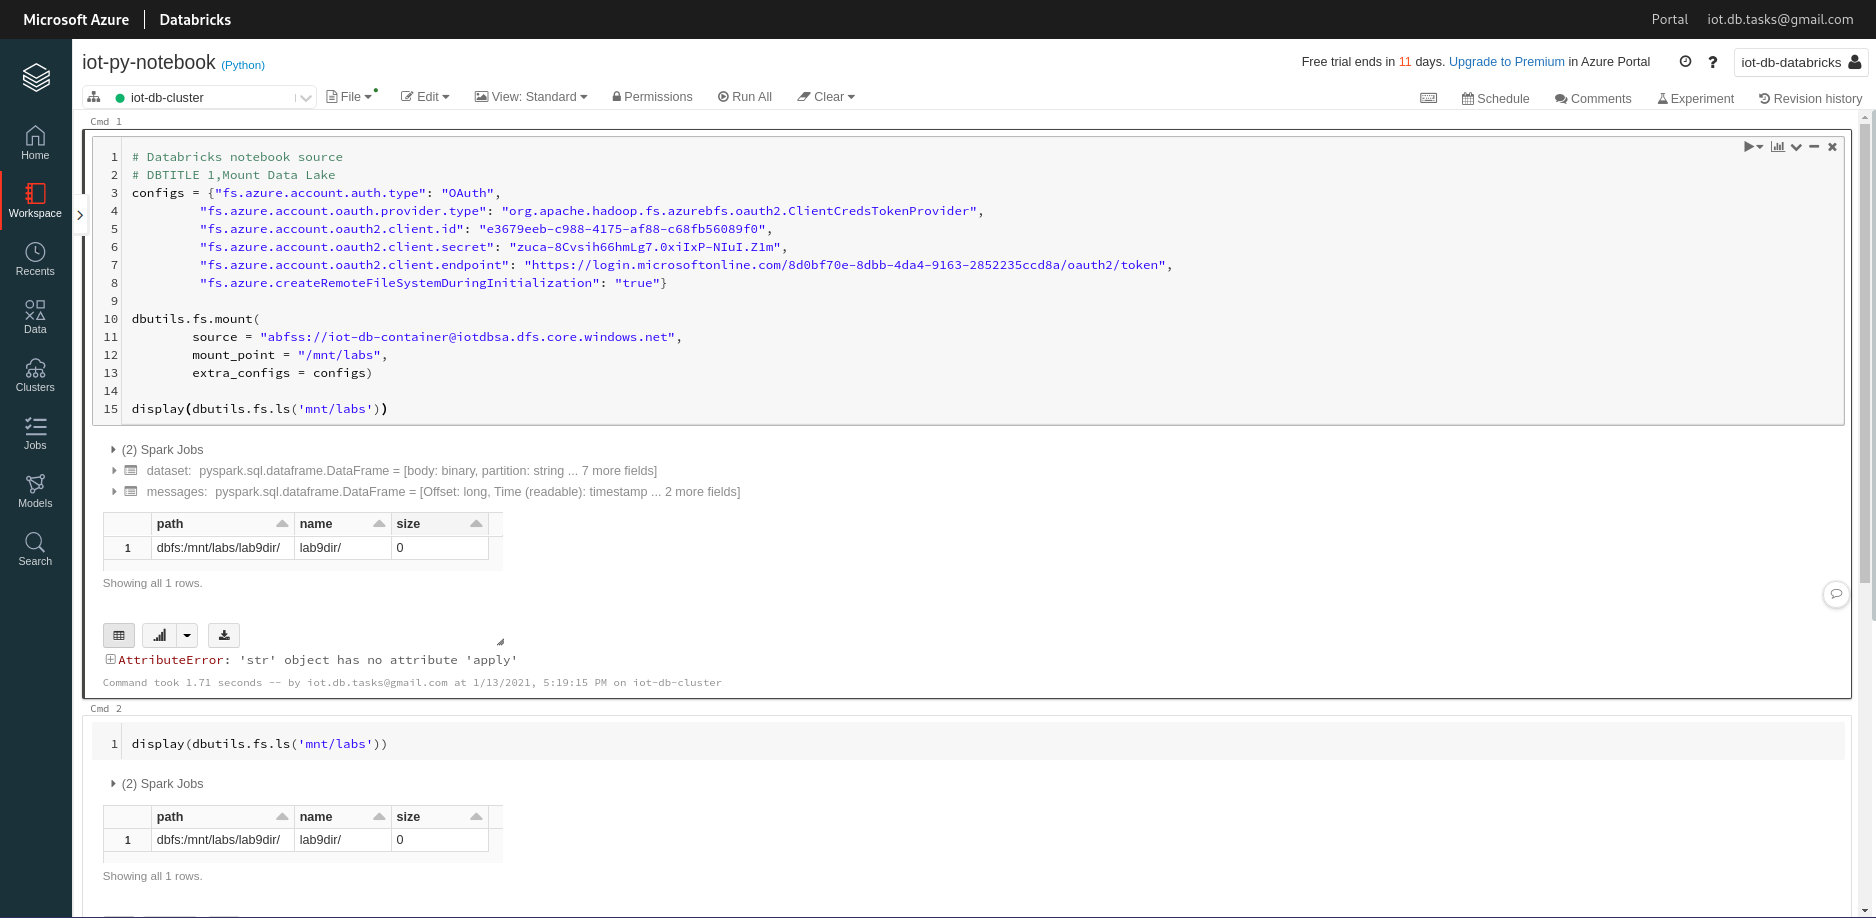 Microsoft Azure | Databricks
Portal iot.db.tasks@gmail.com
iot-py-notebook (Python)
Free trial ends in 11 days. Upgrade to Premium in Azure Portal
? iot-db-databricks
iot-db-cluster
File Edit View: Standard Permissions Run All Clear
Schedule Comments Experiment Revision history
Home
Workspace
Recents
Data
Clusters
Jobs
Models
Search
Cmd 1
1 # Databricks notebook source
2 # DBTITLE 1,Mount Data Lake
3 configs = {"fs.azure.account.auth.type": "OAuth",
4 "fs.azure.account.oauth.provider.type": "org.apache.hadoop.fs.azurebfs.oauth2.ClientCredsTokenProvider",
5 "fs.azure.account.oauth2.client.id": "e3679eeb-c988-4175-af88-c68fb56089f0",
6 "fs.azure.account.oauth2.client.secret": "zuca-8Cvsih66hmLg7.0xiIxP-NIuI.Z1m",
7 "fs.azure.account.oauth2.client.endpoint": "https://login.microsoftonline.com/8d0bf70e-8dbb-4da4-9163-2852235ccd8a/oauth2/token",
8 "fs.azure.createRemoteFileSystemDuringInitialization": "true"}
9
10 dbutils.fs.mount(
11 source = "abfss://iot-db-container@iotdbsa.dfs.core.windows.net",
12 mount_point = "/mnt/labs",
13 extra_configs = configs)
14
15 display(dbutils.fs.ls('mnt/labs'))
(2) Spark Jobs
dataset: pyspark.sql.dataframe.DataFrame = [body: binary, partition: string ... 7 more fields]
messages: pyspark.sql.dataframe.DataFrame = [Offset: long, Time (readable): timestamp ... 2 more fields]
path name size
1 dbfs:/mnt/labs/lab9dir/ lab9dir/ 0
Showing all 1 rows.
AttributeError: 'str' object has no attribute 'apply'
Command took 1.71 seconds -- by iot.db.tasks@gmail.com at 1/13/2021, 5:19:15 PM on iot-db-cluster
Cmd 2
1 display(dbutils.fs.ls('mnt/labs'))
(2) Spark Jobs
path name size
1 dbfs:/mnt/labs/lab9dir/ lab9dir/ 0
Showing all 1 rows.